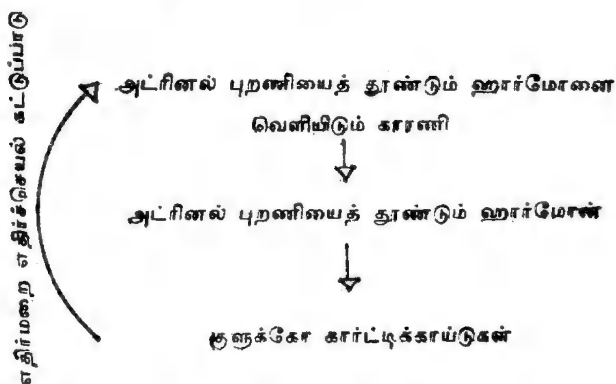 எதிர்மறை எதிர்ச்செயல் கட்டுப்பாடு
அட்ரினல் புறணியைத் தூண்டும் ஹார்மோனை
வெளியிடும் காரணி
அட்ரினல் புறணியைத் தூண்டும் ஹார்மோன்
குளுக்கோ கார்ட்டிக்காய்டுகள்